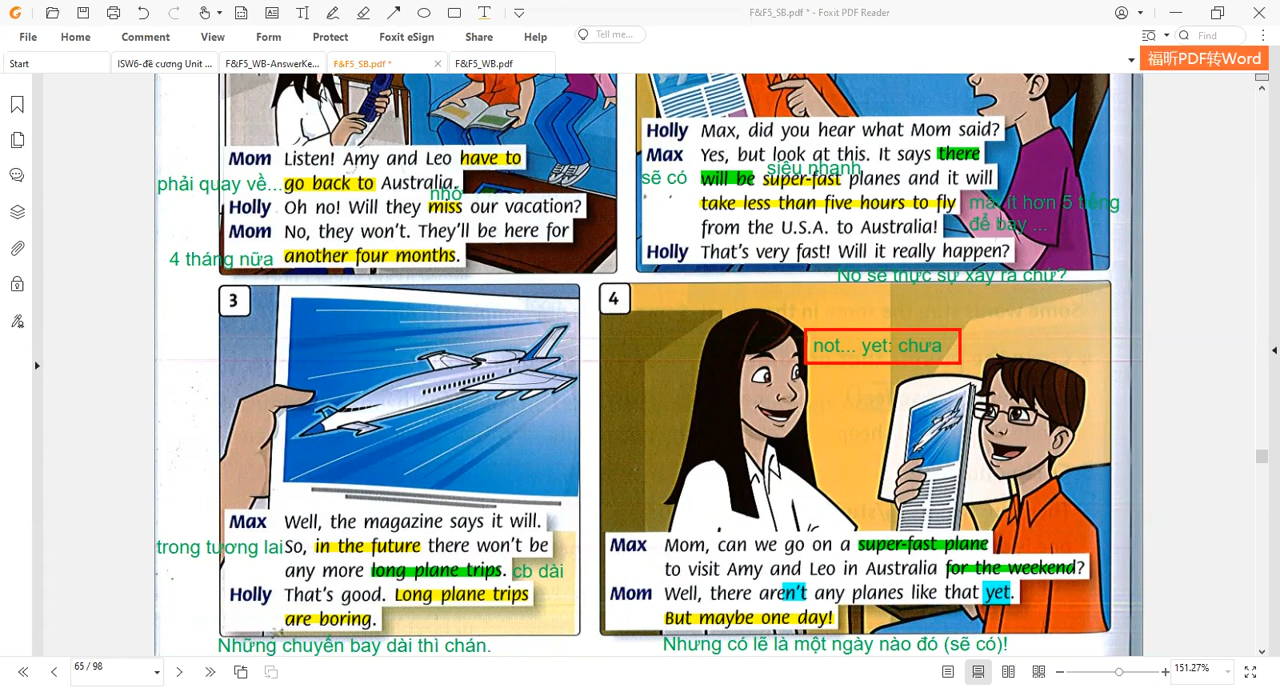 F&F5_SB.pdf * - Foxit PDF Reader
File Home Comment View Form Protect Foxit eSign Share Help Tell me... Find
Start ISW6-đề cương Unit ... F&F5_WB-AnswerKe... F&F5_SB.pdf * F&F5_WB.pdf
福昕PDF转Word
Mom Listen! Amy and Leo have to
phải quay về... go back to Australia.
nhớ
Holly Oh no! Will they miss our vacation?
Mom No, they won't. They'll be here for
4 tháng nữa another four months.
Holly Max, did you hear what Mom said?
Max Yes, but look at this. It says there
siêu nhanh
sẽ có will be super-fast planes and it will
take less than five hours to fly mất ít hơn 5 tiếng
from the U.S.A. to Australia! để bay ...
Holly That's very fast! Will it really happen?
Nó sẽ thực sự xảy ra chứ?
3
Max Well, the magazine says it will.
trong tương lai So, in the future there won't be
any more long plane trips. cb dài
Holly That's good. Long plane trips
are boring.
Những chuyến bay dài thì chán.
4
not... yet: chưa
Max Mom, can we go on a super-fast plane
to visit Amy and Leo in Australia for the weekend?
Mom Well, there aren't any planes like that yet.
But maybe one day!
Nhưng có lẽ là một ngày nào đó (sẽ có)!
65 / 98
151.27%